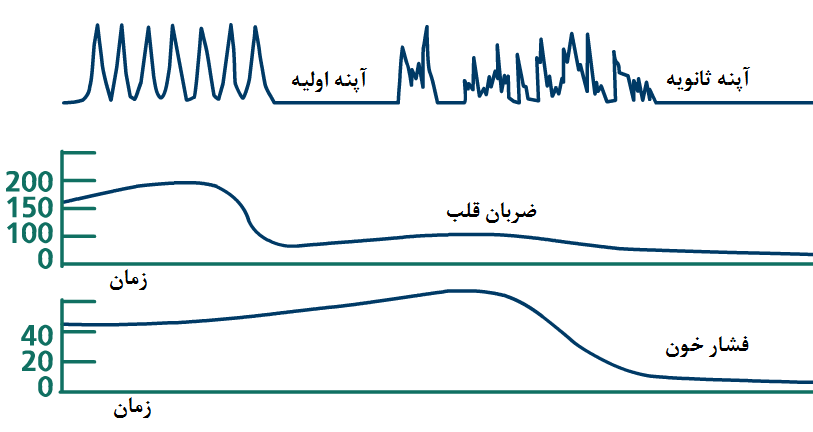 آپنه اولیه
آپنه ثانویه
200
150
100
0
ضربان قلب
زمان
40
20
0
فشار خون
زمان